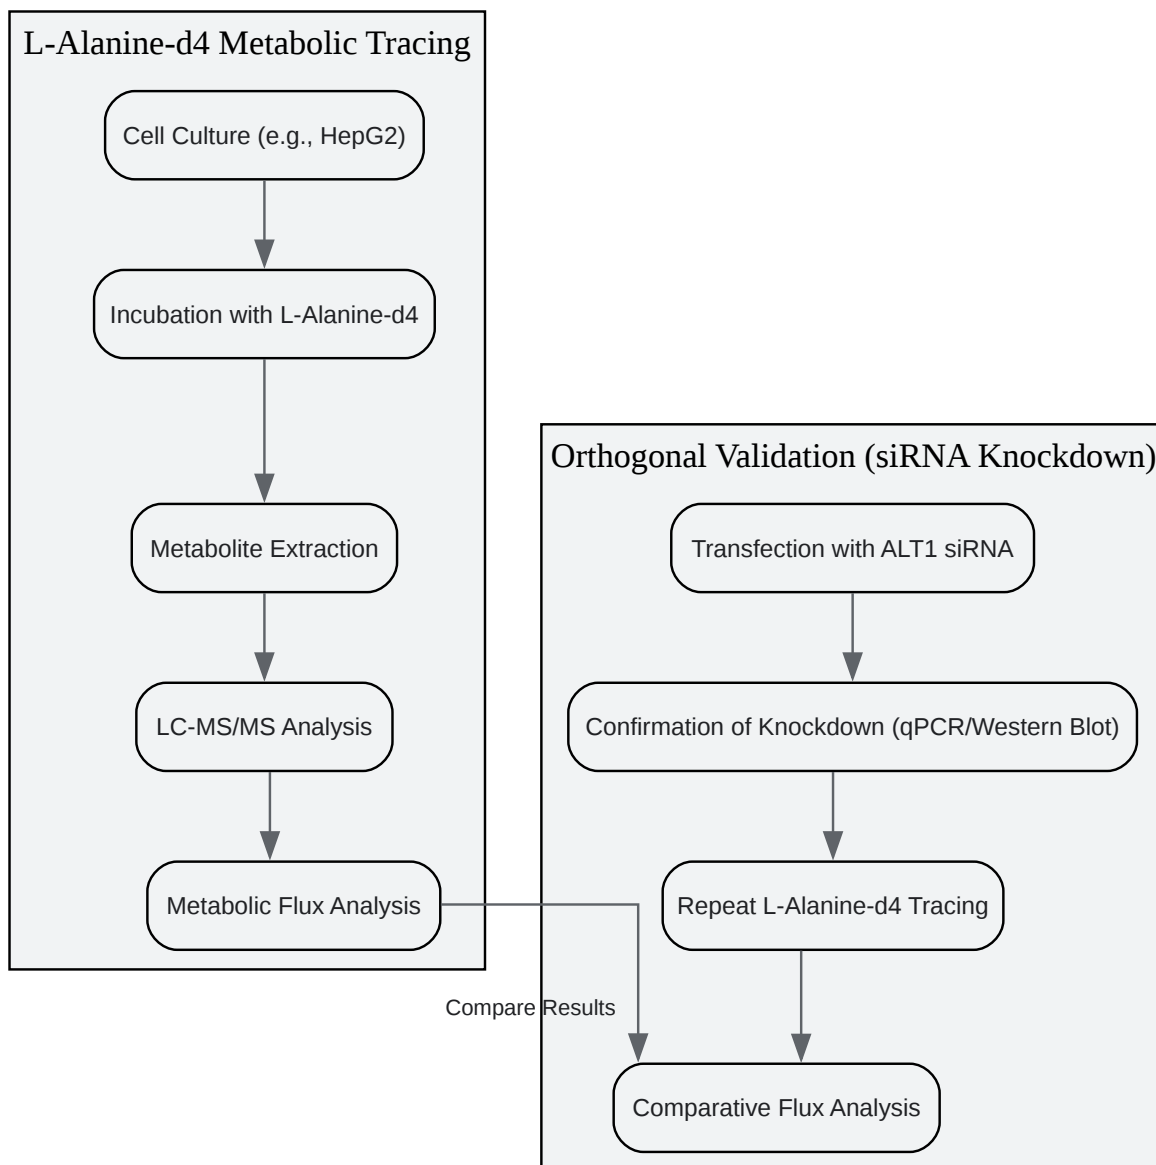 L-Alanine-d4 Metabolic Tracing
Cell Culture (e.g., HepG2)
Incubation with L-Alanine-d4
Metabolite Extraction
LC-MS/MS Analysis
Metabolic Flux Analysis
Compare Results
Orthogonal Validation (siRNA Knockdown)
Transfection with ALT1 siRNA
Confirmation of Knockdown (qPCR/Western Blot)
Repeat L-Alanine-d4 Tracing
Comparative Flux Analysis